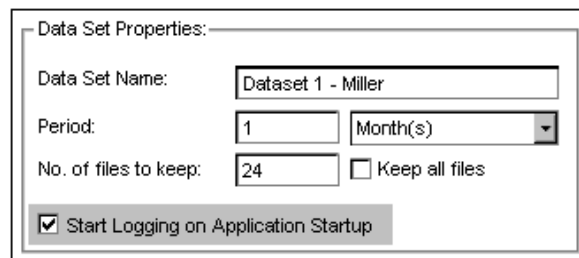 Data Set Properties:
Data Set Name: Dataset 1 - Miller
Period: 1 Month(s)
No. of files to keep: 24 Keep all files
Start Logging on Application Startup